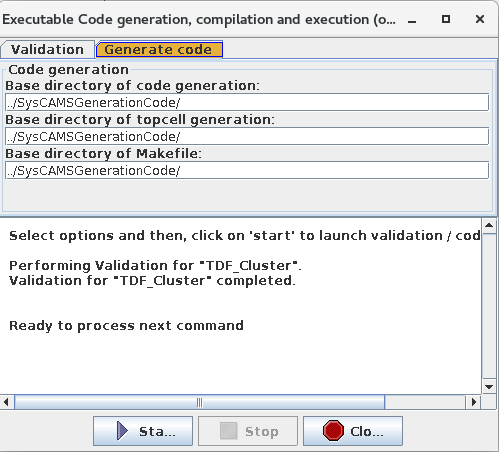 Executable Code generation, compilation and execution (o...
Validation
Generate code
Code generation
Base directory of code generation:
../SysCAMSGenerationCode/
Base directory of topcell generation:
../SysCAMSGenerationCode/
Base directory of Makefile:
../SysCAMSGenerationCode/
Select options and then, click on 'start' to launch validation / cod
Performing Validation for "TDF_Cluster".
Validation for "TDF_Cluster" completed.
Ready to process next command
Sta...
Stop
Clo...